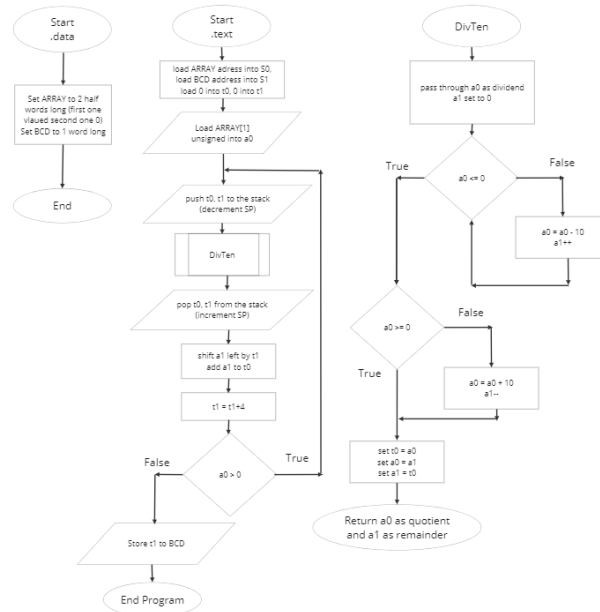 Start
.data
Set ARRAY to 2 half
words long (first one
vlaued second one 0)
Set BCD to 1 word long
End
Start
.text
load ARRAY adress into S0,
load BCD address into S1
load 0 into t0, 0 into t1
Load ARRAY[1]
unsigned into a0
push t0, t1 to the stack
(decrement SP)
DivTen
pop t0, t1 from the stack
(increment SP)
shift a1 left by t1
add a1 to t0
t1 = t1+4
False
True
a0 > 0
Store t1 to BCD
End Program
DivTen
pass through a0 as dividend
a1 set to 0
True
False
a0 <= 0
a0 = a0 - 10
a1++
False
a0 >= 0
True
a0 = a0 + 10
a1--
set t0 = a0
set a0 = a1
set a1 = t0
Return a0 as quotient
and a1 as remainder